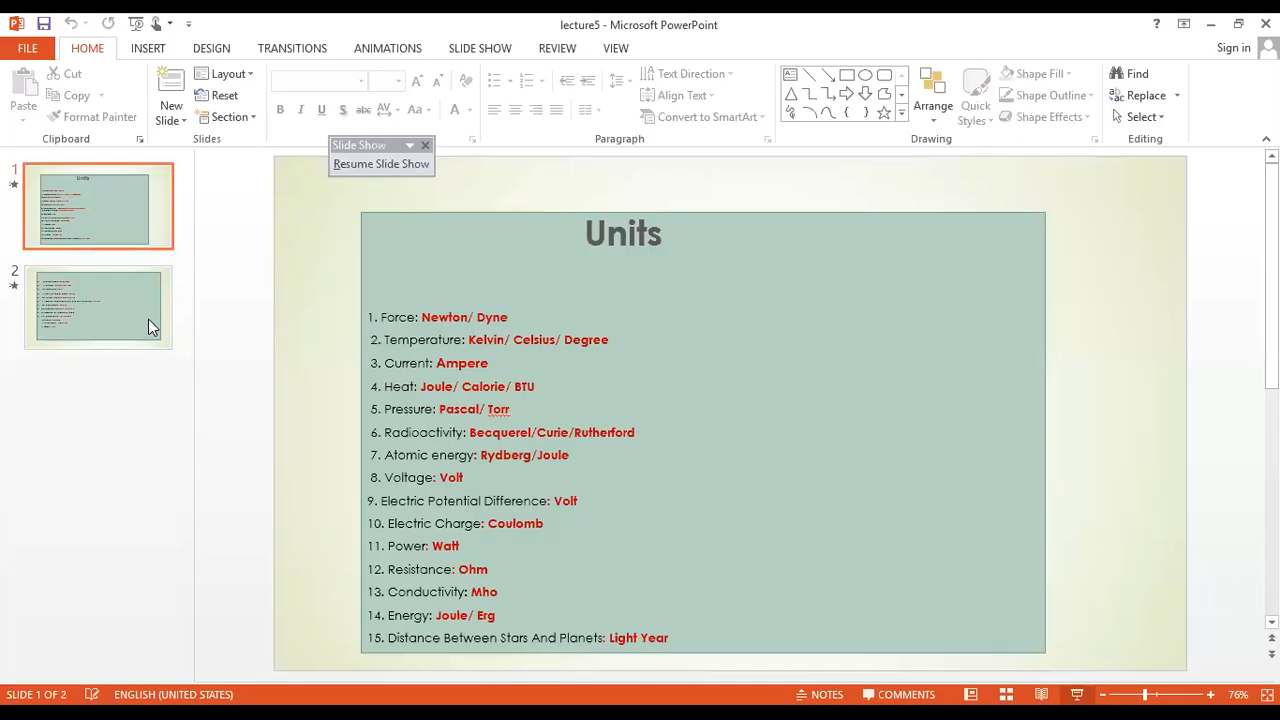 lecture5 - Microsoft PowerPoint
?
FILE HOME INSERT DESIGN TRANSITIONS ANIMATIONS SLIDE SHOW REVIEW VIEW Sign in
Paste
Cut
Copy
Format Painter
Clipboard
New Slide
Layout
Reset
Section
Slides
B I U S abc AV Aa A
Text Direction
Align Text
Convert to SmartArt
Paragraph
Arrange
Quick Styles
Shape Fill
Shape Outline
Shape Effects
Drawing
Find
Replace
Select
Editing
Slide Show
Resume Slide Show
1
Units
2
Units
1. Force: Newton/ Dyne
2. Temperature: Kelvin/ Celsius/ Degree
3. Current: Ampere
4. Heat: Joule/ Calorie/ BTU
5. Pressure: Pascal/ Torr
6. Radioactivity: Becquerel/Curie/Rutherford
7. Atomic energy: Rydberg/Joule
8. Voltage: Volt
9. Electric Potential Difference: Volt
10. Electric Charge: Coulomb
11. Power: Watt
12. Resistance: Ohm
13. Conductivity: Mho
14. Energy: Joule/ Erg
15. Distance Between Stars And Planets: Light Year
SLIDE 1 OF 2 ENGLISH (UNITED STATES) NOTES COMMENTS 76%